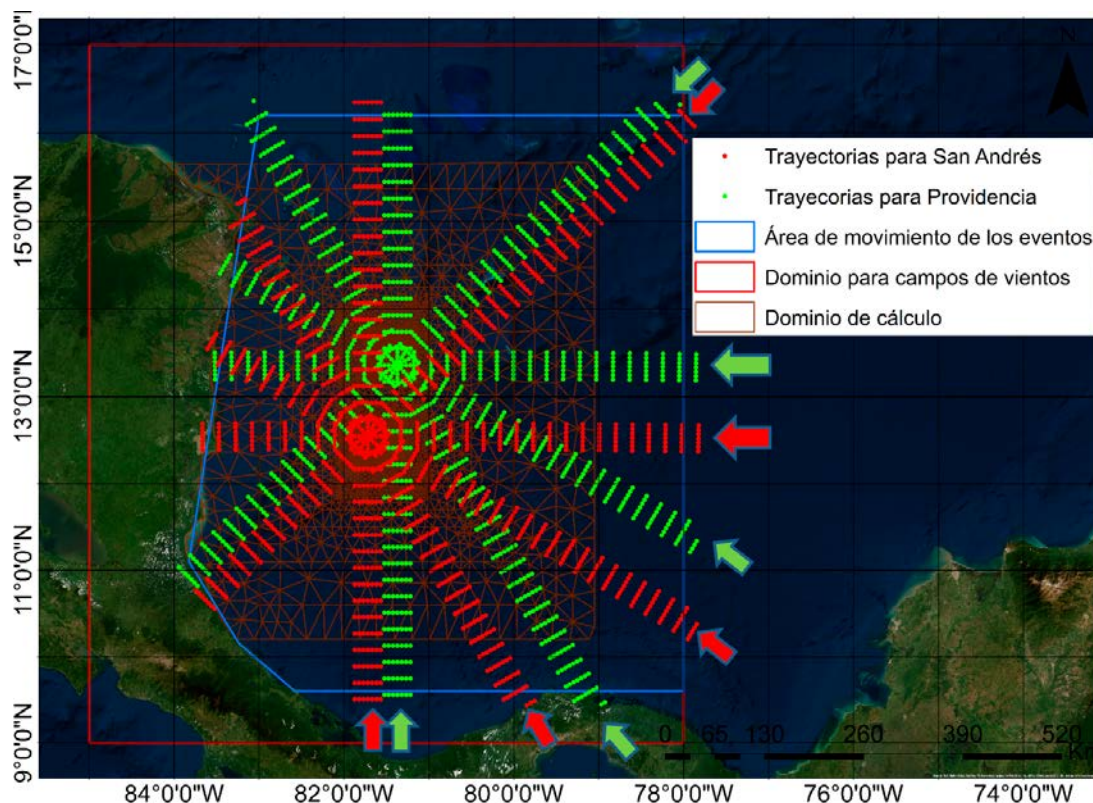 17°0'0"N
15°0'0"N
13°0'0"N
11°0'0"N
9°0'0"N
N
Trayectorias para San Andrés
Trayecorias para Providencia
Área de movimiento de los eventos
Dominio para campos de vientos
Dominio de cálculo
0 65 130 260 390 520
84°0'0"W 82°0'0"W 80°0'0"W 78°0'0"W 76°0'0"W 74°0'0"W